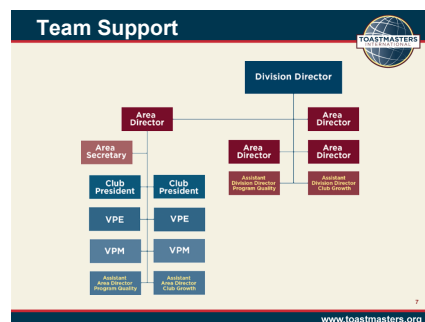 Team Support
TOASTMASTERS
INTERNATIONAL
Division Director
Area
Director
Area
Director
Area
Secretary
Area
Director
Area
Director
Club
President
Club
President
Assistant
Division Director
Program Quality
Assistant
Division Director
Club Growth
VPE
VPE
VPM
VPM
Assistant
Area Director
Program Quality
Assistant
Area Director
Club Growth
7
www.toastmasters.org